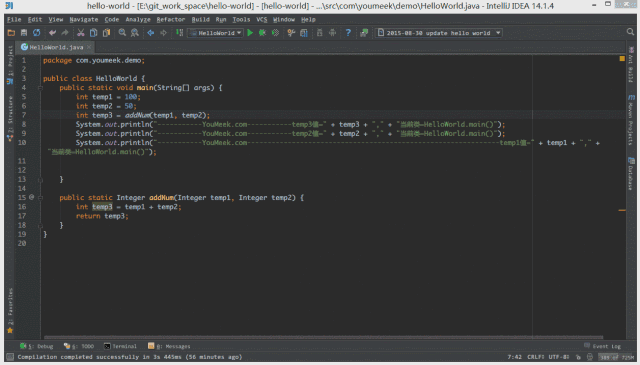 hello-world - [E:\git_work_space\hello-world] - [hello-world] - ...\src\com\youmeek\demo\HelloWorld.java - IntelliJ IDEA 14.1.4
File Edit View Navigate Code Analyze Refactor Build Run Tools VCS Window Help
HelloWorld
2015-08-30 update hello world
HelloWorld.java
1 package com.youmeek.demo;
2
3 public class HelloWorld {
4 public static void main(String[] args) {
5 int temp1 = 100;
6 int temp2 = 50;
7 int temp3 = addNum(temp1, temp2);
8 System.out.println("-----------YouMeek.com-----------temp3值=" + temp3 + "," + "当前类=HelloWorld.main()");
9 System.out.println("-----------YouMeek.com-----------temp2值=" + temp2 + "," + "当前类=HelloWorld.main()");
10 System.out.println("-----------YouMeek.com---------------------------------------------------------------temp1值=" + temp1 + "," +
"当前类=HelloWorld.main()");
11
12
13 }
14
15 @ public static Integer addNum(Integer temp1, Integer temp2) {
16 int temp3 = temp1 + temp2;
17 return temp3;
18 }
19 }
20
1: Project
7: Structure
2: Favorites
Ant Build
Maven Projects
Database
5: Debug 6: TODO Terminal 0: Messages Event Log
Compilation completed successfully in 3s 445ms (56 minutes ago) 7:42 CRLF UTF-8